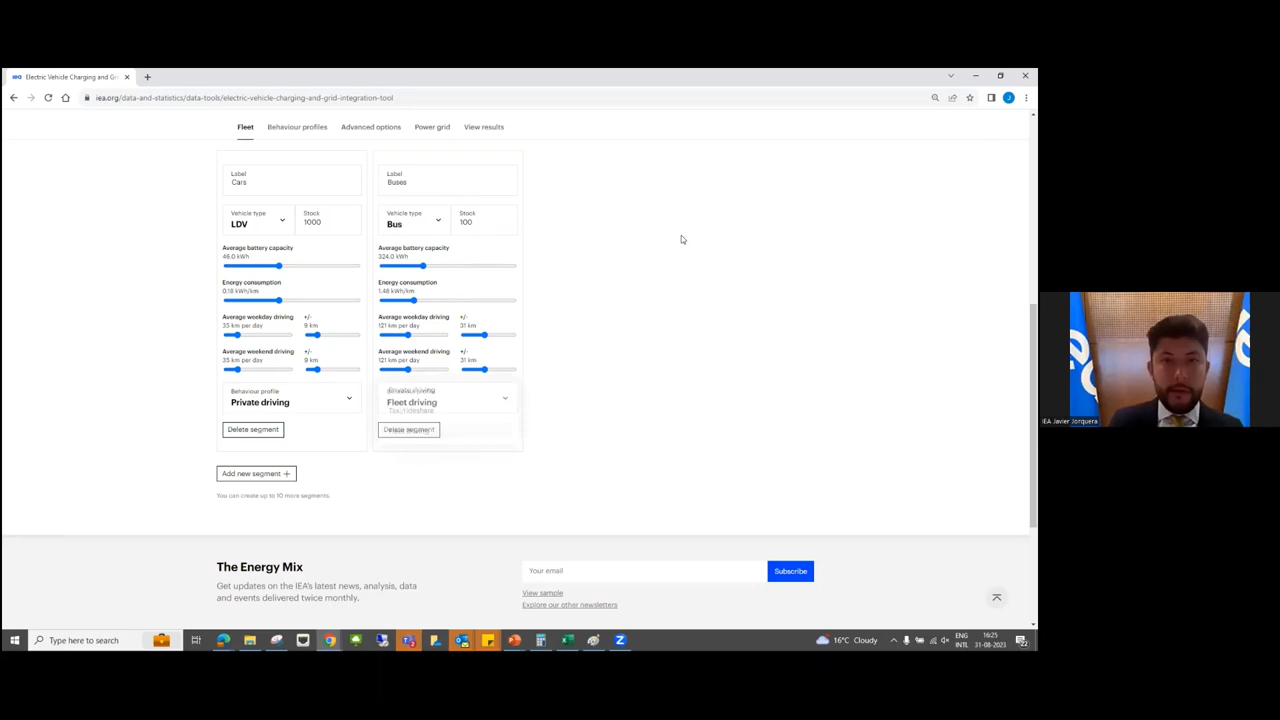 Electric Vehicle Charging and Gr
iea.org/data-and-statistics/data-tools/electric-vehicle-charging-and-grid-integration-tool
J
Fleet Behaviour profiles Advanced options Power grid View results
Label
Cars
Vehicle type
LDV
Stock
1000
Average battery capacity
46.0 kWh
Energy consumption
0.18 kWh/km
Average weekday driving +/-
35 km per day 9 km
Average weekend driving +/-
35 km per day 9 km
Behaviour profile
Private driving
Delete segment
Label
Buses
Vehicle type
Bus
Stock
100
Average battery capacity
324.0 kWh
Energy consumption
1.48 kWh/km
Average weekday driving +/-
121 km per day 31 km
Average weekend driving +/-
121 km per day 31 km
Private driving
Fleet driving
Taxi/rideshare
Delete segment
Add new segment +
You can create up to 10 more segments.
The Energy Mix
Get updates on the IEA's latest news, analysis, data
and events delivered twice monthly.
Your email
Subscribe
View sample
Explore our other newsletters
IEA Javier Jorquera
Type here to search
16°C Cloudy
ENG
INTL
16:25
31-08-2023
22